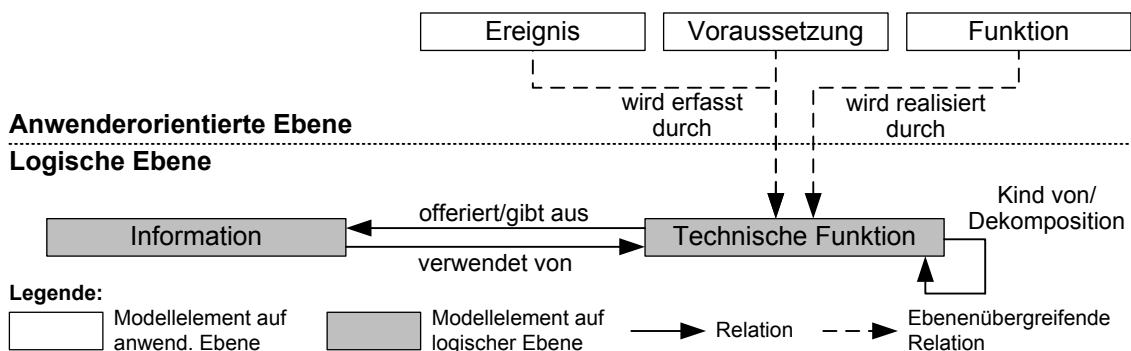 Ereignis Voraussetzung Funktion
wird erfasst
durch
wird realisiert
durch
Anwenderorientierte Ebene
Logische Ebene
Kind von/
Dekomposition
offeriert/gibt aus
Information
Technische Funktion
verwendet von
Legende:
Modellelement auf
anwend. Ebene
Modellelement auf
logischer Ebene
Relation
Ebenenübergreifende
Relation